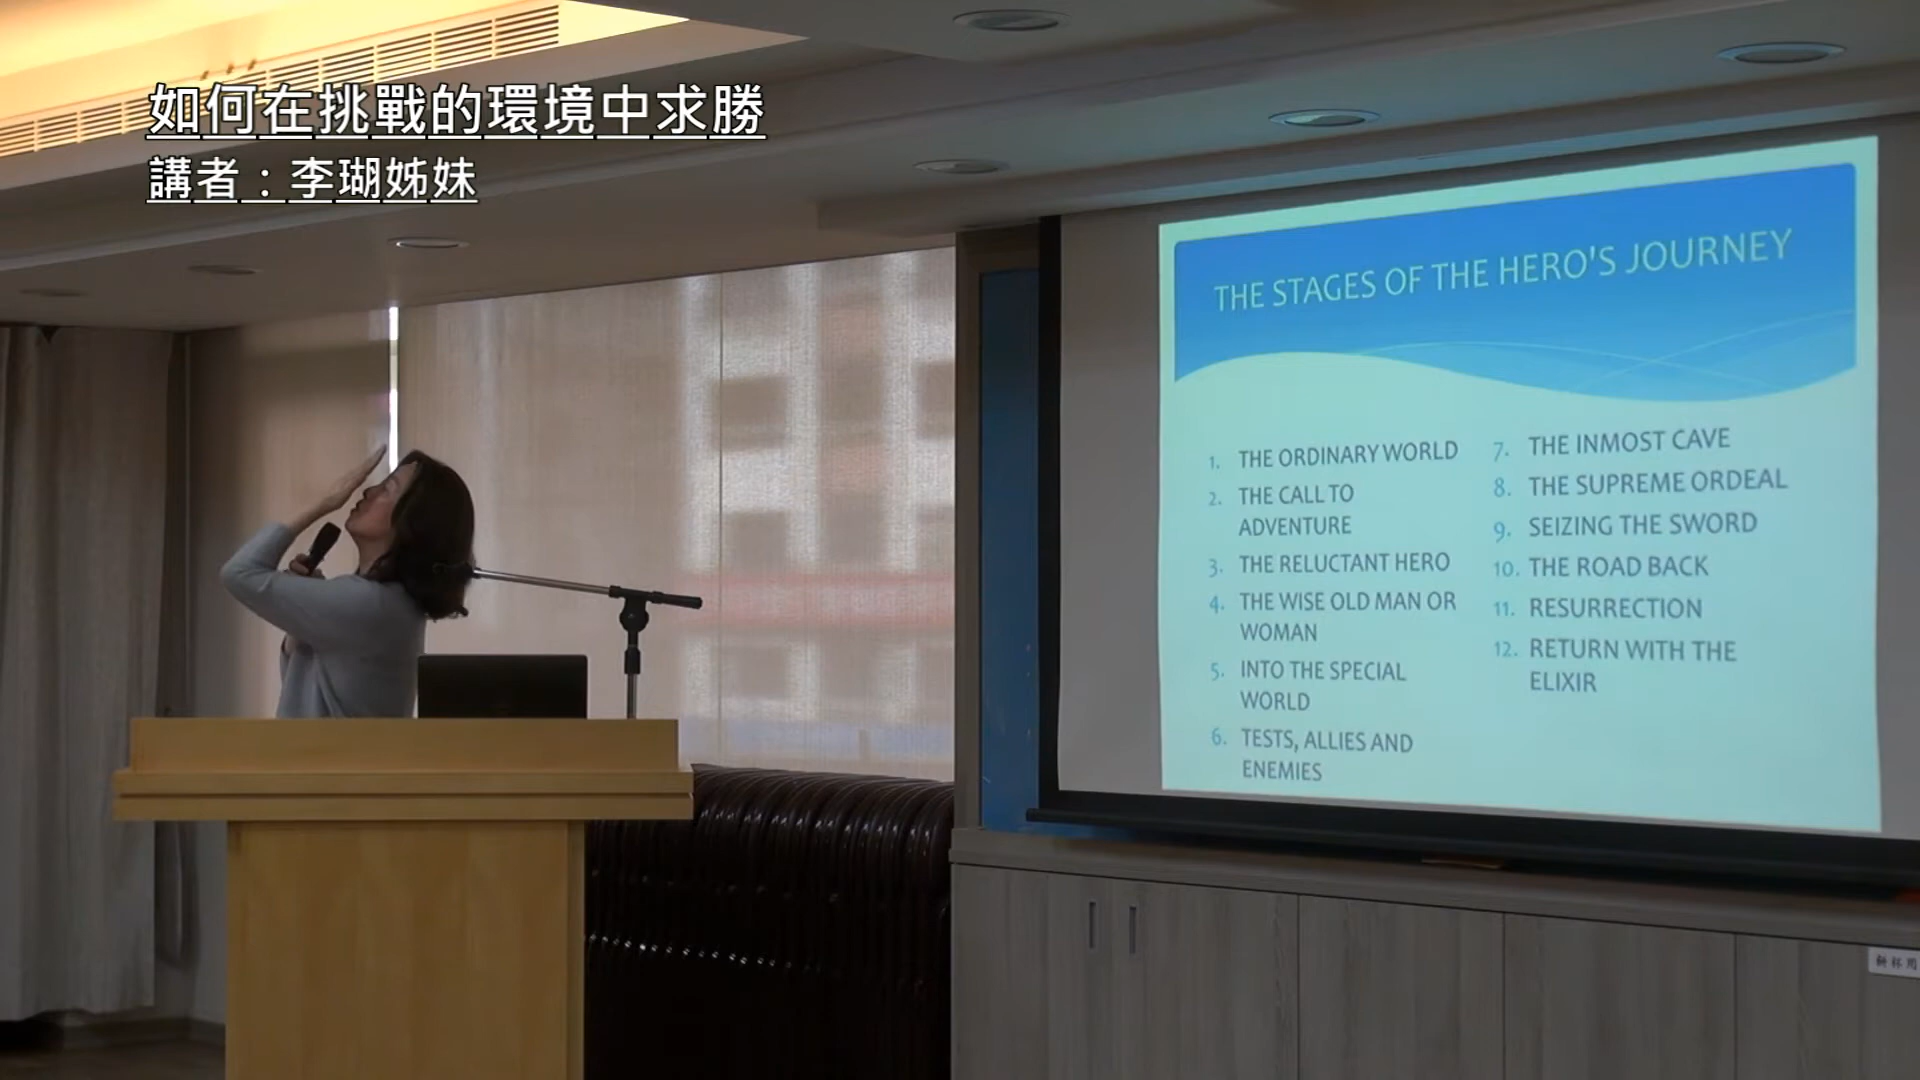 如何在挑戰的環境中求勝
講者：李瑚姊妹
THE STAGES OF THE HERO'S JOURNEY
1. THE ORDINARY WORLD
2. THE CALL TO
ADVENTURE
3. THE RELUCTANT HERO
4. THE WISE OLD MAN OR
WOMAN
5. INTO THE SPECIAL
WORLD
6. TESTS, ALLIES AND
ENEMIES
7. THE INMOST CAVE
8. THE SUPREME ORDEAL
9. SEIZING THE SWORD
10. THE ROAD BACK
11. RESURRECTION
12. RETURN WITH THE
ELIXIR